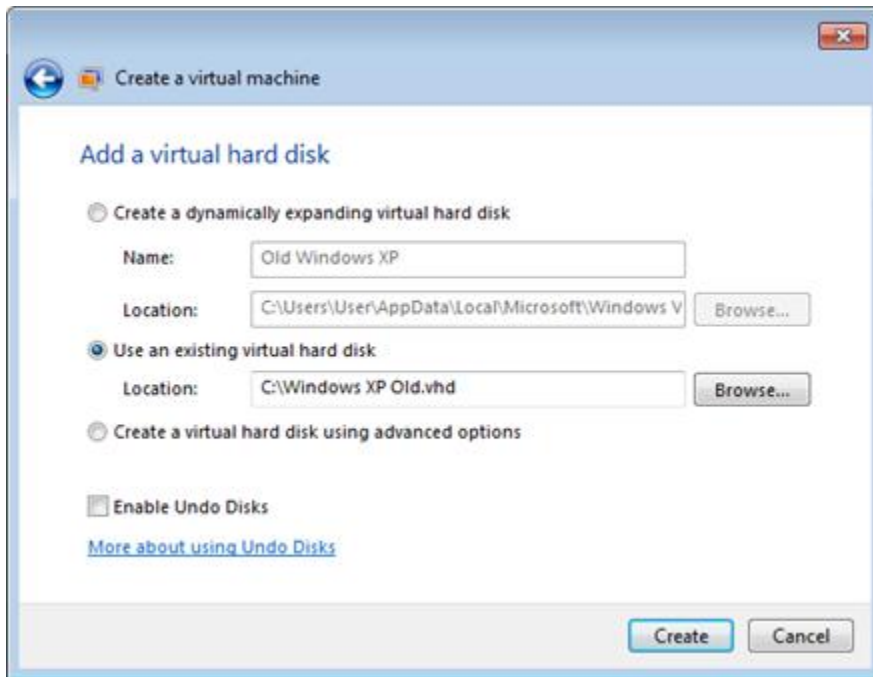 Create a virtual machine
Add a virtual hard disk
Create a dynamically expanding virtual hard disk
Name: Old Windows XP
Location: C:\Users\User\AppData\Local\Microsoft\Windows V Browse...
Use an existing virtual hard disk
Location: C:\Windows XP Old.vhd Browse...
Create a virtual hard disk using advanced options
Enable Undo Disks
More about using Undo Disks
Create Cancel